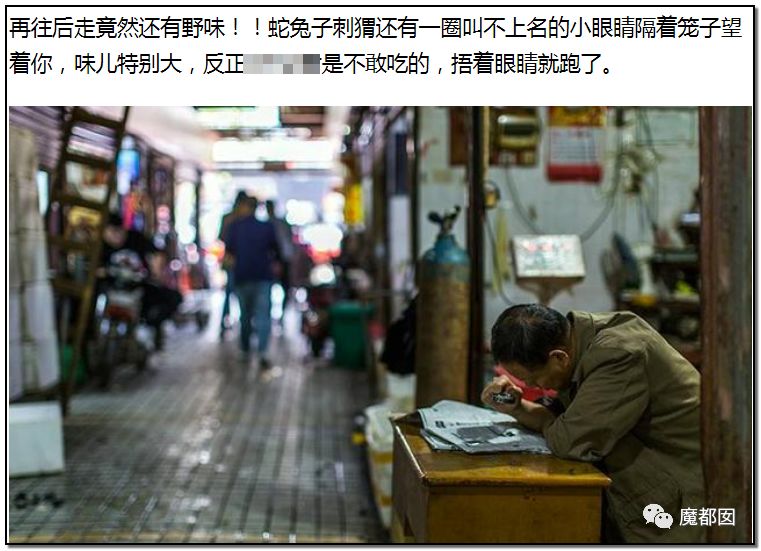 再往后走竟然还有野味！！蛇兔子刺猬还有一圈叫不上名的小眼睛隔着笼子望
着你，味儿特别大，反正是不敢吃的，捂着眼睛就跑了。
魔都囡